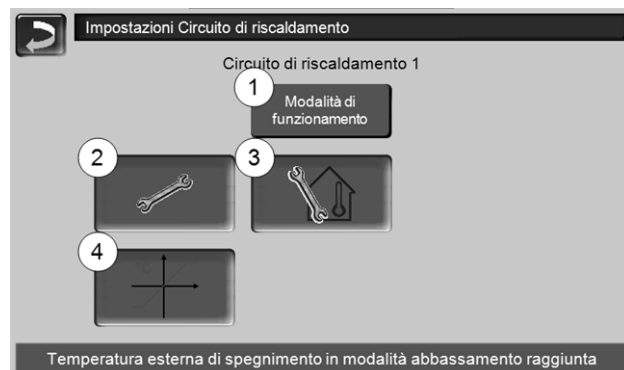 Impostazioni Circuito di riscaldamento
Circuito di riscaldamento 1
1
Modalità di
funzionamento
2
3
4
°C
Temperatura esterna di spegnimento in modalità abbassamento raggiunta